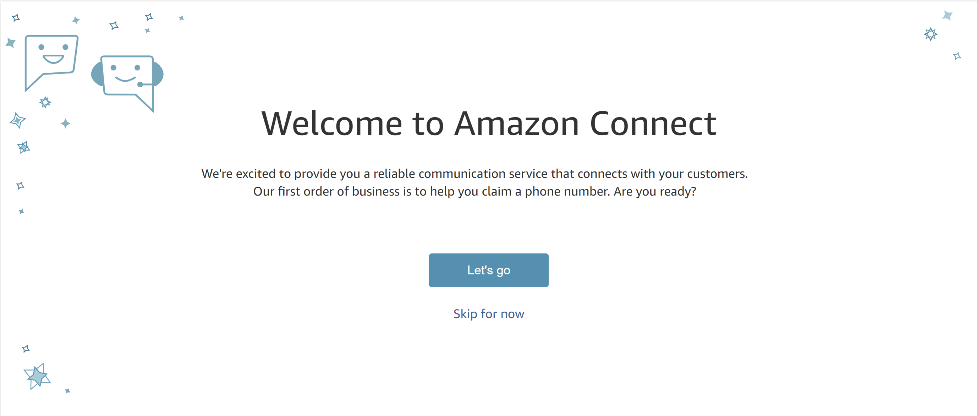 Welcome to Amazon Connect
We're excited to provide you a reliable communication service that connects with your customers.
Our first order of business is to help you claim a phone number. Are you ready?
Let's go
Skip for now